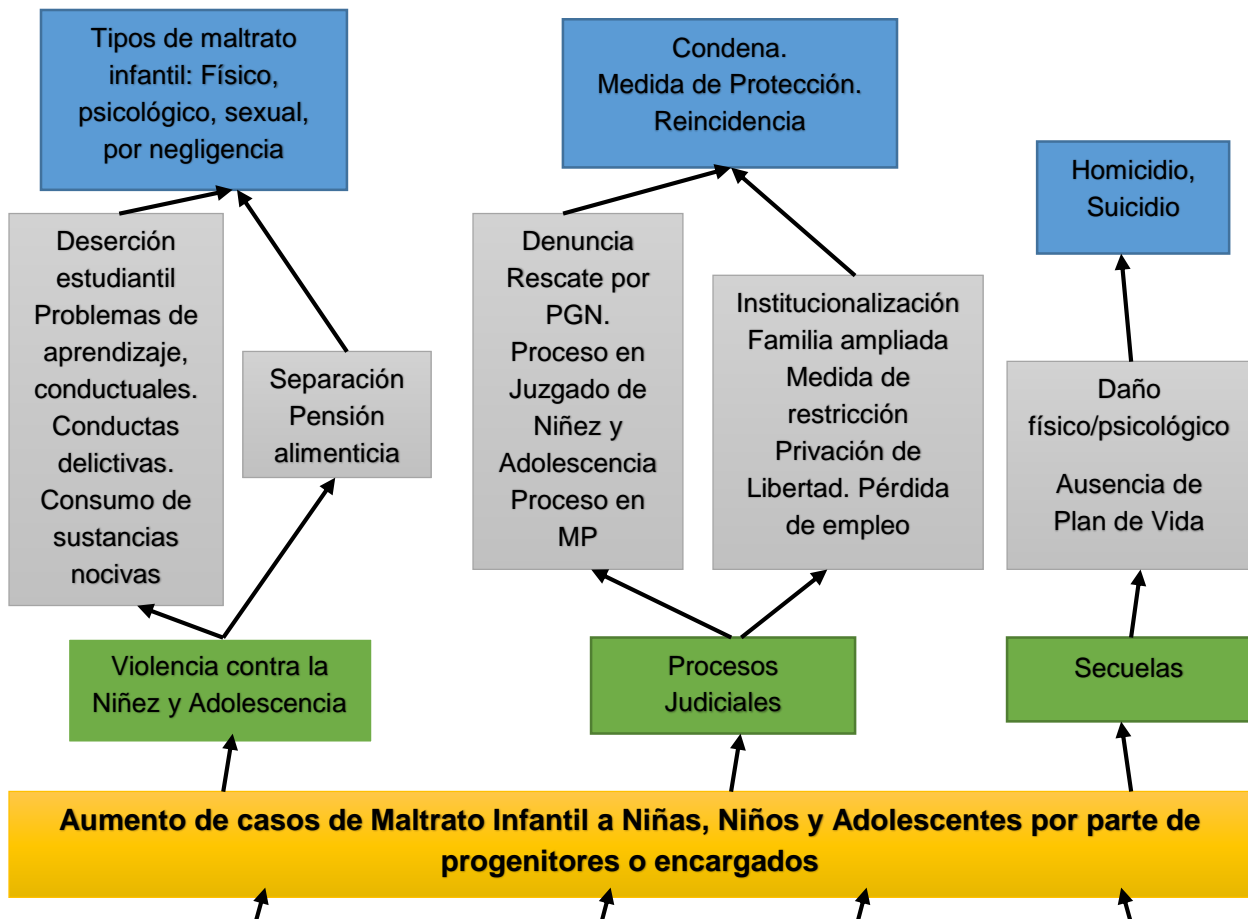 Tipos de maltrato
infantil: Físico,
psicológico, sexual,
por negligencia
Condena.
Medida de Protección.
Reincidencia
Homicidio,
Suicidio
Deserción
estudiantil
Problemas de
aprendizaje,
conductuales.
Conductas
delictivas.
Consumo de
sustancias
nocivas
Separación
Pensión
alimenticia
Denuncia
Rescate por
PGN.
Proceso en
Juzgado de
Niñez y
Adolescencia
Proceso en
MP
Institucionalización
Familia ampliada
Medida de
restricción
Privación de
Libertad. Pérdida
de empleo
Daño
físico/psicológico
Ausencia de
Plan de Vida
Violencia contra la
Niñez y Adolescencia
Procesos
Judiciales
Secuelas
Aumento de casos de Maltrato Infantil a Niñas, Niños y Adolescentes por parte de
progenitores o encargados